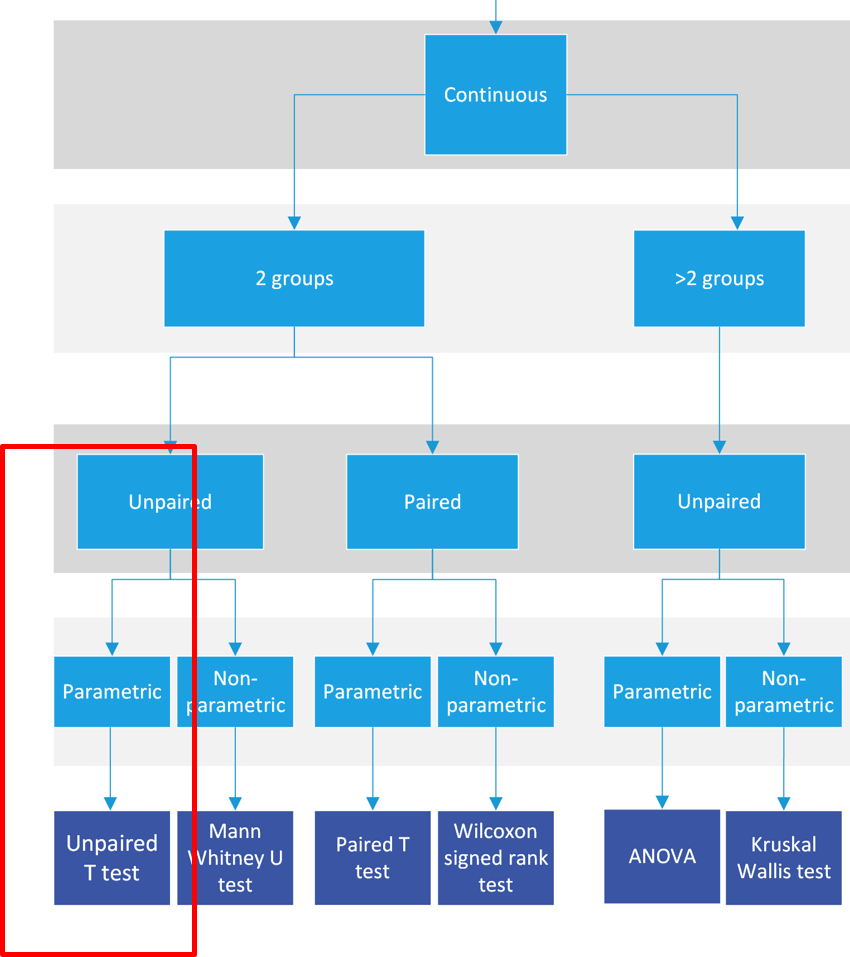 Continuous
2 groups
>2 groups
Unpaired
Paired
Unpaired
Parametric
Non-
parametric
Parametric
Non-
parametric
Parametric
Non-
parametric
Unpaired
T test
Mann
Whitney U
test
Paired T
test
Wilcoxon
signed rank
test
ANOVA
Kruskal
Wallis test